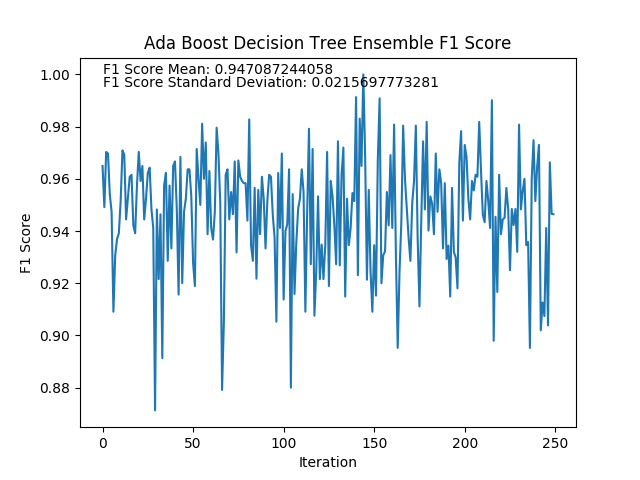 Ada Boost Decision Tree Ensemble F1 Score
F1 Score Mean: 0.947087244058
F1 Score Standard Deviation: 0.0215697773281
1.00
0.98
0.96
0.94
0.92
0.90
0.88
F1 Score
0 50 100 150 200 250
Iteration